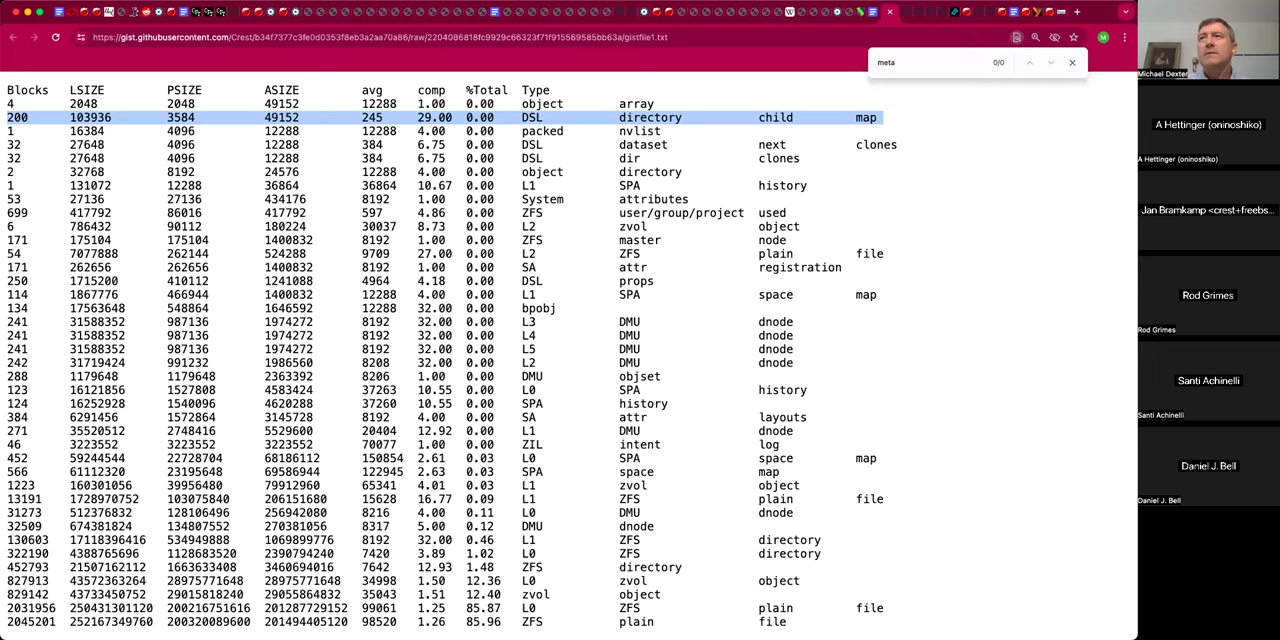 https://gist.githubusercontent.com/Crest/b34f7377c3fe0d0353f8eb3a2aa70a86/raw/2204086818fc9929c66323f71f915569585bb63a/gistfile1.txt
M
meta 0/0
Blocks LSIZE PSIZE ASIZE avg comp %Total Type
4 2048 2048 49152 12288 1.00 0.00 object array
200 103936 3584 49152 245 29.00 0.00 DSL directory child map
1 16384 4096 12288 12288 4.00 0.00 packed nvlist
32 27648 4096 12288 384 6.75 0.00 DSL dataset next clones
32 27648 4096 12288 384 6.75 0.00 DSL dir clones
2 32768 8192 24576 12288 4.00 0.00 object directory
1 131072 12288 36864 36864 10.67 0.00 L1 SPA history
53 27136 27136 434176 8192 1.00 0.00 System attributes
699 417792 86016 417792 597 4.86 0.00 ZFS user/group/project used
6 786432 90112 180224 30037 8.73 0.00 L2 zvol object
171 175104 175104 1400832 8192 1.00 0.00 ZFS master node
54 7077888 262144 524288 9709 27.00 0.00 L2 ZFS plain file
171 262656 262656 1400832 8192 1.00 0.00 SA attr registration
250 1715200 410112 1241088 4964 4.18 0.00 DSL props
114 1867776 466944 1400832 12288 4.00 0.00 L1 SPA space map
134 17563648 548864 1646592 12288 32.00 0.00 bpobj
241 31588352 987136 1974272 8192 32.00 0.00 L3 DMU dnode
241 31588352 987136 1974272 8192 32.00 0.00 L4 DMU dnode
241 31588352 987136 1974272 8192 32.00 0.00 L5 DMU dnode
242 31719424 991232 1986560 8208 32.00 0.00 L2 DMU dnode
288 1179648 1179648 2363392 8206 1.00 0.00 DMU objset
123 16121856 1527808 4583424 37263 10.55 0.00 L0 SPA history
124 16252928 1540096 4620288 37260 10.55 0.00 SPA history
384 6291456 1572864 3145728 8192 4.00 0.00 SA attr layouts
271 35520512 2748416 5529600 20404 12.92 0.00 L1 DMU dnode
46 3223552 3223552 3223552 70077 1.00 0.00 ZIL intent log
452 59244544 22728704 68186112 150854 2.61 0.03 L0 SPA space map
566 61112320 23195648 69586944 122945 2.63 0.03 SPA space map
1223 160301056 39956480 79912960 65341 4.01 0.03 L1 zvol object
13191 1728970752 103075840 206151680 15628 16.77 0.09 L1 ZFS plain file
31273 512376832 128106496 256942080 8216 4.00 0.11 L0 DMU dnode
32509 674381824 134807552 270381056 8317 5.00 0.12 DMU dnode
130603 17118396416 534949888 1069899776 8192 32.00 0.46 L1 ZFS directory
322190 4388765696 1128683520 2390794240 7420 3.89 1.02 L0 ZFS directory
452793 21507162112 1663633408 3460694016 7642 12.93 1.48 ZFS directory
827913 43572363264 28975771648 28975771648 34998 1.50 12.36 L0 zvol object
829142 43733450752 29015818240 29055864832 35043 1.51 12.40 zvol object
2031956 250431301120 200216751616 201287729152 99061 1.25 85.87 L0 ZFS plain file
2045201 252167349760 200320089600 201494405120 98520 1.26 85.96 ZFS plain file
Michael Dexter
A Hettinger (oninoshiko)
A Hettinger (oninoshiko)
Jan Bramkamp <crest+freebs...
Rod Grimes
Rod Grimes
Santi Achinelli
Santi Achinelli
Daniel J. Bell
Daniel J. Bell